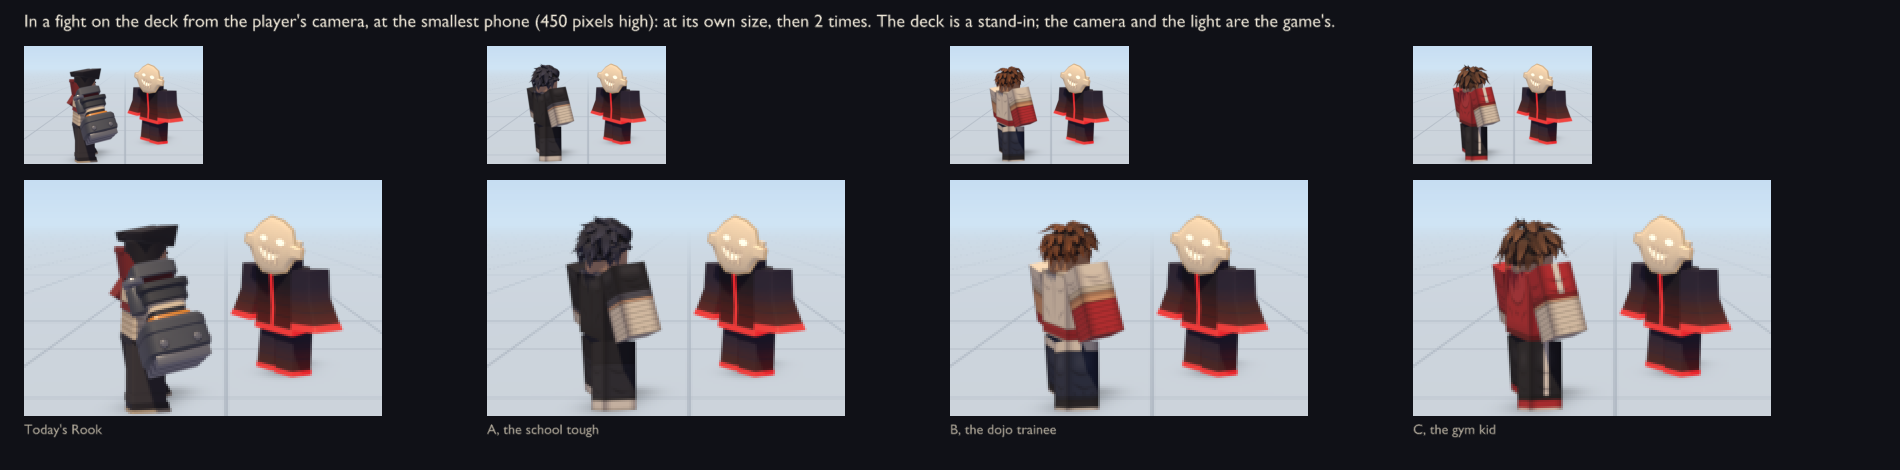 In a fight on the deck from the player's camera, at the smallest phone (450 pixels high): at its own size, then 2 times. The deck is a stand-in; the camera and the light are the game's.
Today's Rook
A, the school tough
B, the dojo trainee
C, the gym kid